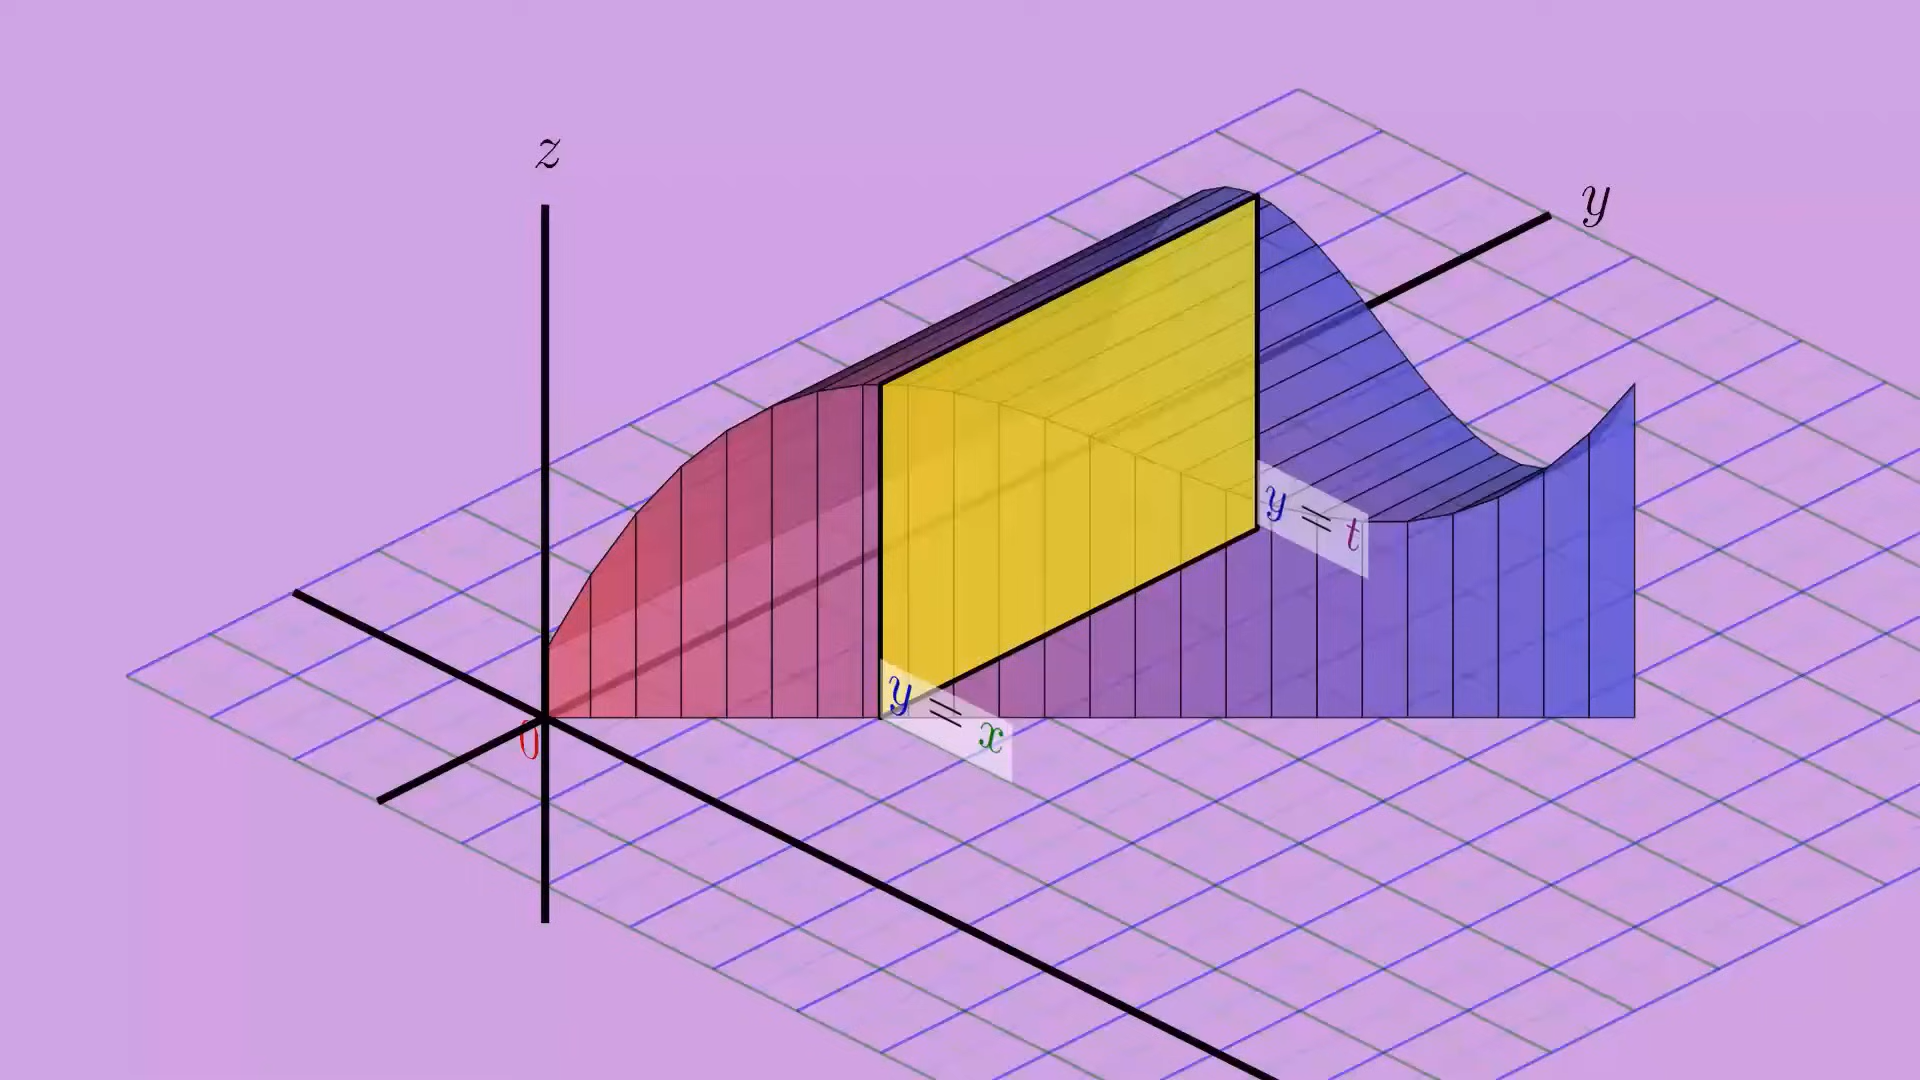 z
y
y = t
y = x
0